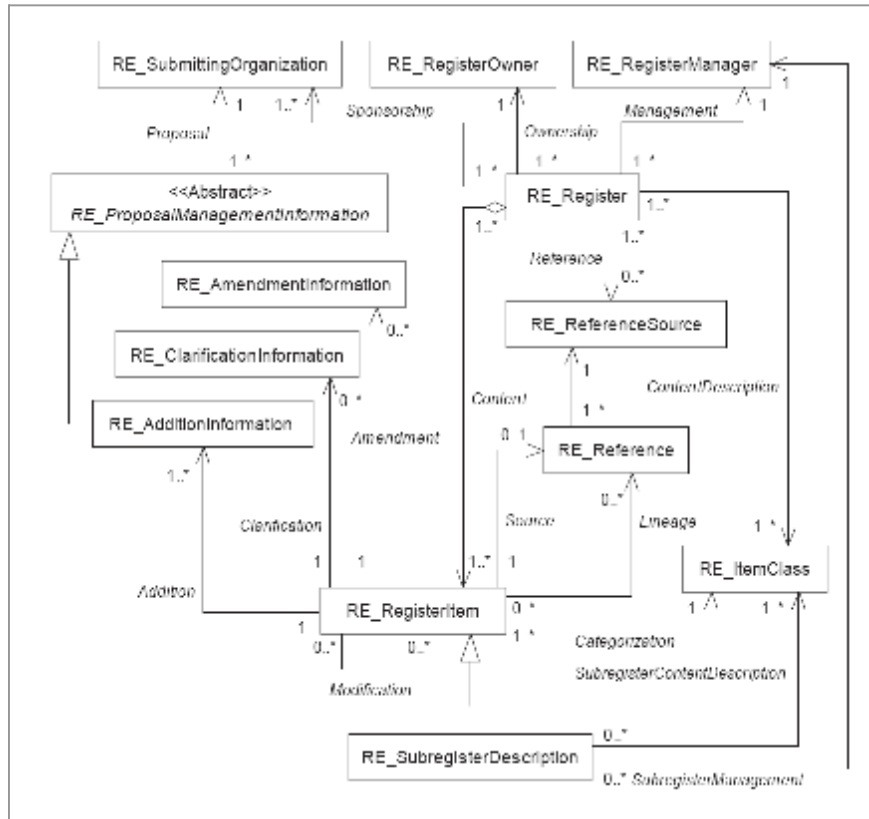 RE_SubmittingOrganization RE_RegisterOwner RE_RegisterManager
1 1..* Sponsorship 1 Management 1 1
Proposal Ownership
1 * 1 * 1 * 1 *
<<Abstract>>
RE_ProposalManagementInformation
RE_Register
1..* 1..*
1..*
Reference
0..*
RE_AmendmentInformation
0..*
RE_ReferenceSource
RE_ClarificationInformation
1
0..*
Content
ContentDescription
1 *
RE_AdditionInformation
Amendment
0 1
RE_Reference
1..*
0..*
Clarification
Source
Lineage
1 *
1 1 1..* 1
RE_ItemClass
Addition
RE_RegisterItem
0..*
1 1 *
1
0..* 0..* 1 *
Categorization
Modification
SubregisterContentDescription
0..*
RE_SubregisterDescription
0..* SubregisterManagement